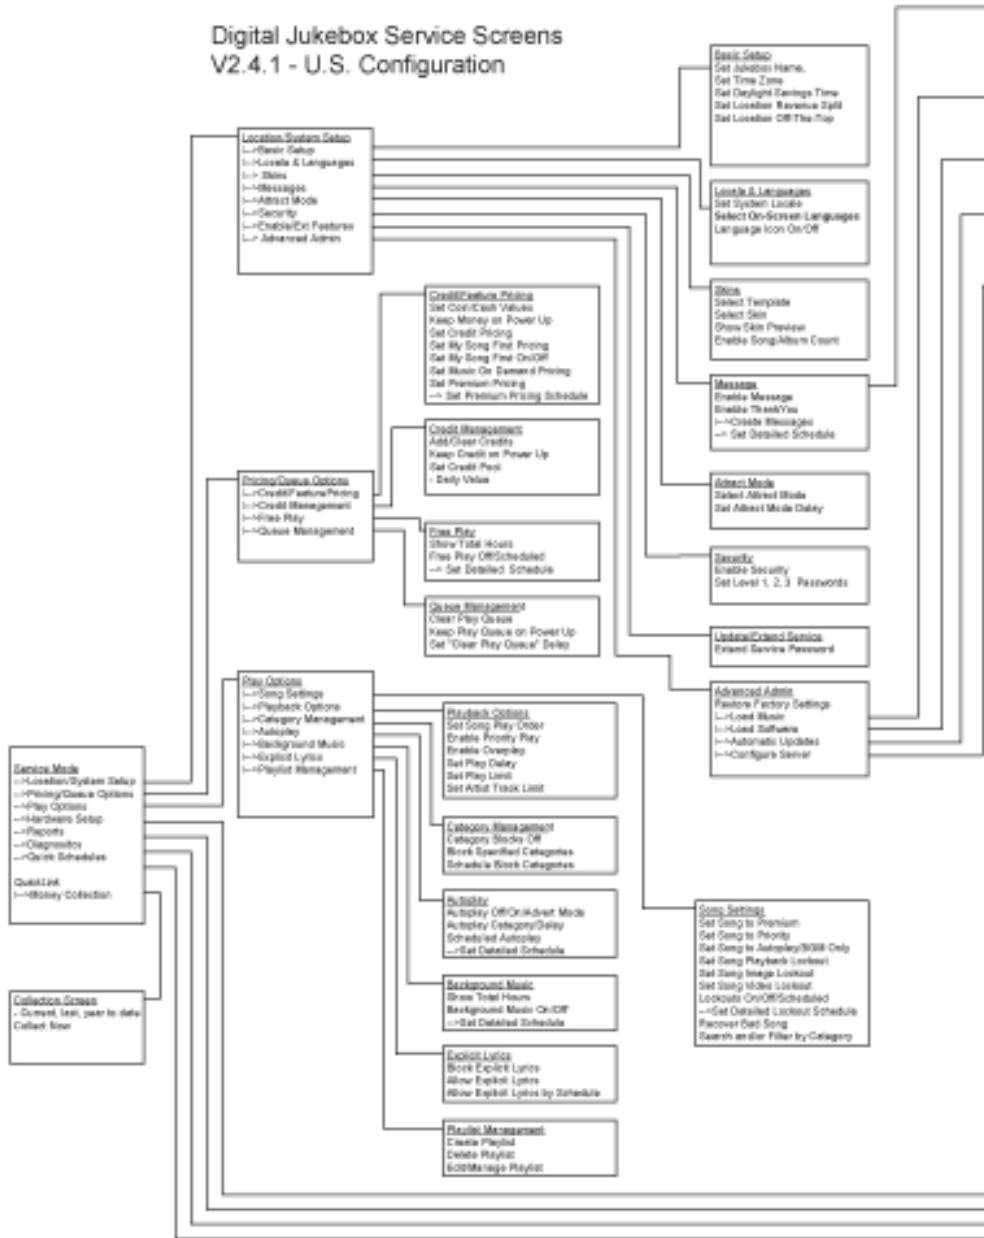 Digital Jukebox Service Screens
V2.4.1 - U.S. Configuration
Basic Setup
Set Jukebox Name,
Set Time Zone
Set Daylight Savings Time
Set Location Revenue Split
Set Location Off-The-Top
Location/System Setup
|-->Basic Setup
|-->Locale & Languages
|--> Skins
|-->Messages
|-->Attract Mode
|-->Security
|-->Enable/Ext Features
|--> Advanced Admin
Locale & Languages
Set System Locale
Select On-Screen Languages
Language Icon On/Off
Skins
Select Template
Select Skin
Show Skin Preview
Enable Song/Album Count
Credit/Feature Pricing
Set Coin/Cash Values
Keep Money on Power Up
Set Credit Pricing
Set My Song First Pricing
Set My Song First On/Off
Set Music On Demand Pricing
Set Premium Pricing
--> Set Premium Pricing Schedule
Message
Enable Message
Enable ThankYou
|-->Create Messages
--> Set Detailed Schedule
Credit Management
Add/Clear Credits
Keep Credit on Power Up
Set Credit Pool
- Daily Value
Pricing/Queue Options
|-->Credit/Feature/Pricing
|-->Credit Management
|-->Free Play
|-->Queue Management
Attract Mode
Select Attract Mode
Set Attract Mode Delay
Free Play
Show Total Hours
Free Play Off/Scheduled
--> Set Detailed Schedule
Security
Enable Security
Set Level 1, 2, 3 Passwords
Queue Management
Clear Play Queue
Keep Play Queue on Power Up
Set "Clear Play Queue" Delay
Update/Extend Service
Extend Service Password
Play Options
|-->Song Settings
|-->Playback Options
|-->Category Management
|-->Autoplay
|-->Background Music
|-->Explicit Lyrics
|-->Playlist Management
Advanced Admin
Restore Factory Settings
|-->Load Music
|-->Load Software
|-->Automatic Updates
|-->Configure Server
Playback Options
Set Song Play Order
Enable Priority Play
Enable Overplay
Set Play Delay
Set Play Limit
Set Artist Track Limit
Service Mode
-->Location/System Setup
-->Pricing/Queue Options
-->Play Options
-->Hardware Setup
-->Reports
-->Diagnostics
-->Quick Schedules
QuickLink
|-->Money Collection
Category Management
Category Blocks Off
Block Specified Categories
Schedule Block Categories
Autoplay
Autoplay Off/On/Advert Mode
Autoplay Category/Delay
Scheduled Autoplay
-->Set Detailed Schedule
Song Settings
Set Song to Premium
Set Song to Priority
Set Song to Autoplay/BGM Only
Set Song Playback Lockout
Set Song Image Lockout
Set Song Video Lockout
Lockouts On/Off/Scheduled
-->Set Detailed Lockout Schedule
Recover Bad Song
Search and/or Filter by Category
Background Music
Show Total Hours
Background Music On/Off
-->Set Detailed Schedule
Collection Screen
- Current, last, year to date
Collect Now
Explicit Lyrics
Block Explicit Lyrics
Allow Explicit Lyrics
Allow Explicit Lyrics by Schedule
Playlist Management
Create Playlist
Delete Playlist
Edit/Manage Playlist